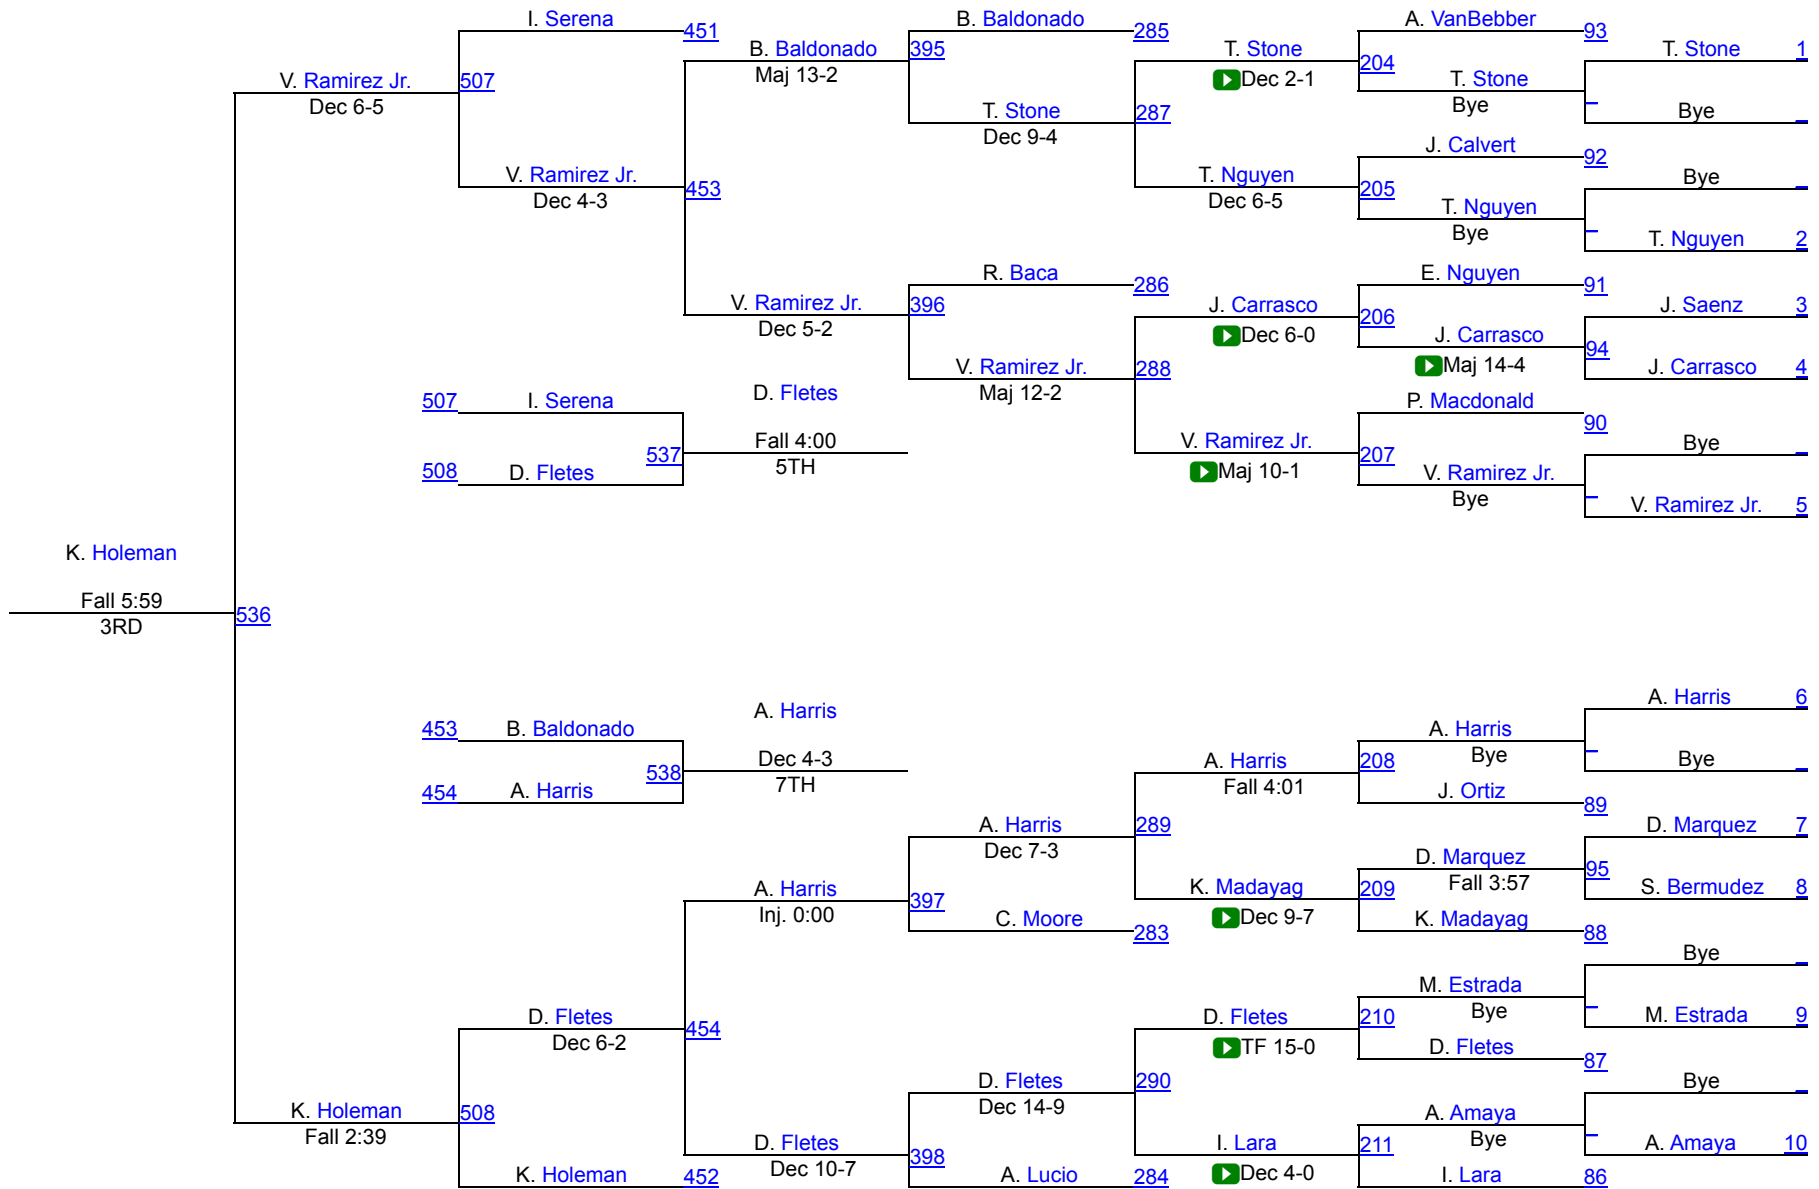 I. Serena
451
B. Baldonado
285
A. VanBebber
93
B. Baldonado
395
Maj 13-2
T. Stone
Dec 2-1
204
T. Stone
1
V. Ramirez Jr.
507
Dec 6-5
T. Stone
Bye
T. Stone
287
Dec 9-4
Bye
J. Calvert
92
V. Ramirez Jr.
453
Dec 4-3
T. Nguyen
205
Dec 6-5
Bye
T. Nguyen
Bye
T. Nguyen
2
R. Baca
286
E. Nguyen
91
V. Ramirez Jr.
396
Dec 5-2
J. Carrasco
206
Dec 6-0
J. Saenz
3
J. Carrasco
94
Maj 14-4
V. Ramirez Jr.
288
Maj 12-2
J. Carrasco
4
507
I. Serena
D. Fletes
P. Macdonald
90
537
Fall 4:00
5TH
V. Ramirez Jr.
207
Maj 10-1
Bye
508
D. Fletes
V. Ramirez Jr.
Bye
V. Ramirez Jr.
5
K. Holeman
Fall 5:59
536
3RD
A. Harris
6
453
B. Baldonado
A. Harris
A. Harris
Bye
538
Dec 4-3
7TH
A. Harris
208
Fall 4:01
Bye
454
A. Harris
J. Ortiz
89
A. Harris
289
Dec 7-3
D. Marquez
7
D. Marquez
95
Fall 3:57
A. Harris
397
Inj. 0:00
K. Madayag
209
Dec 9-7
S. Bermudez
8
C. Moore
283
K. Madayag
88
Bye
M. Estrada
Bye
D. Fletes
454
Dec 6-2
D. Fletes
210
TF 15-0
M. Estrada
9
D. Fletes
87
D. Fletes
290
Dec 14-9
Bye
K. Holeman
508
Fall 2:39
A. Amaya
Bye
D. Fletes
398
Dec 10-7
I. Lara
211
Dec 4-0
A. Amaya
10
K. Holeman
452
A. Lucio
284
I. Lara
86